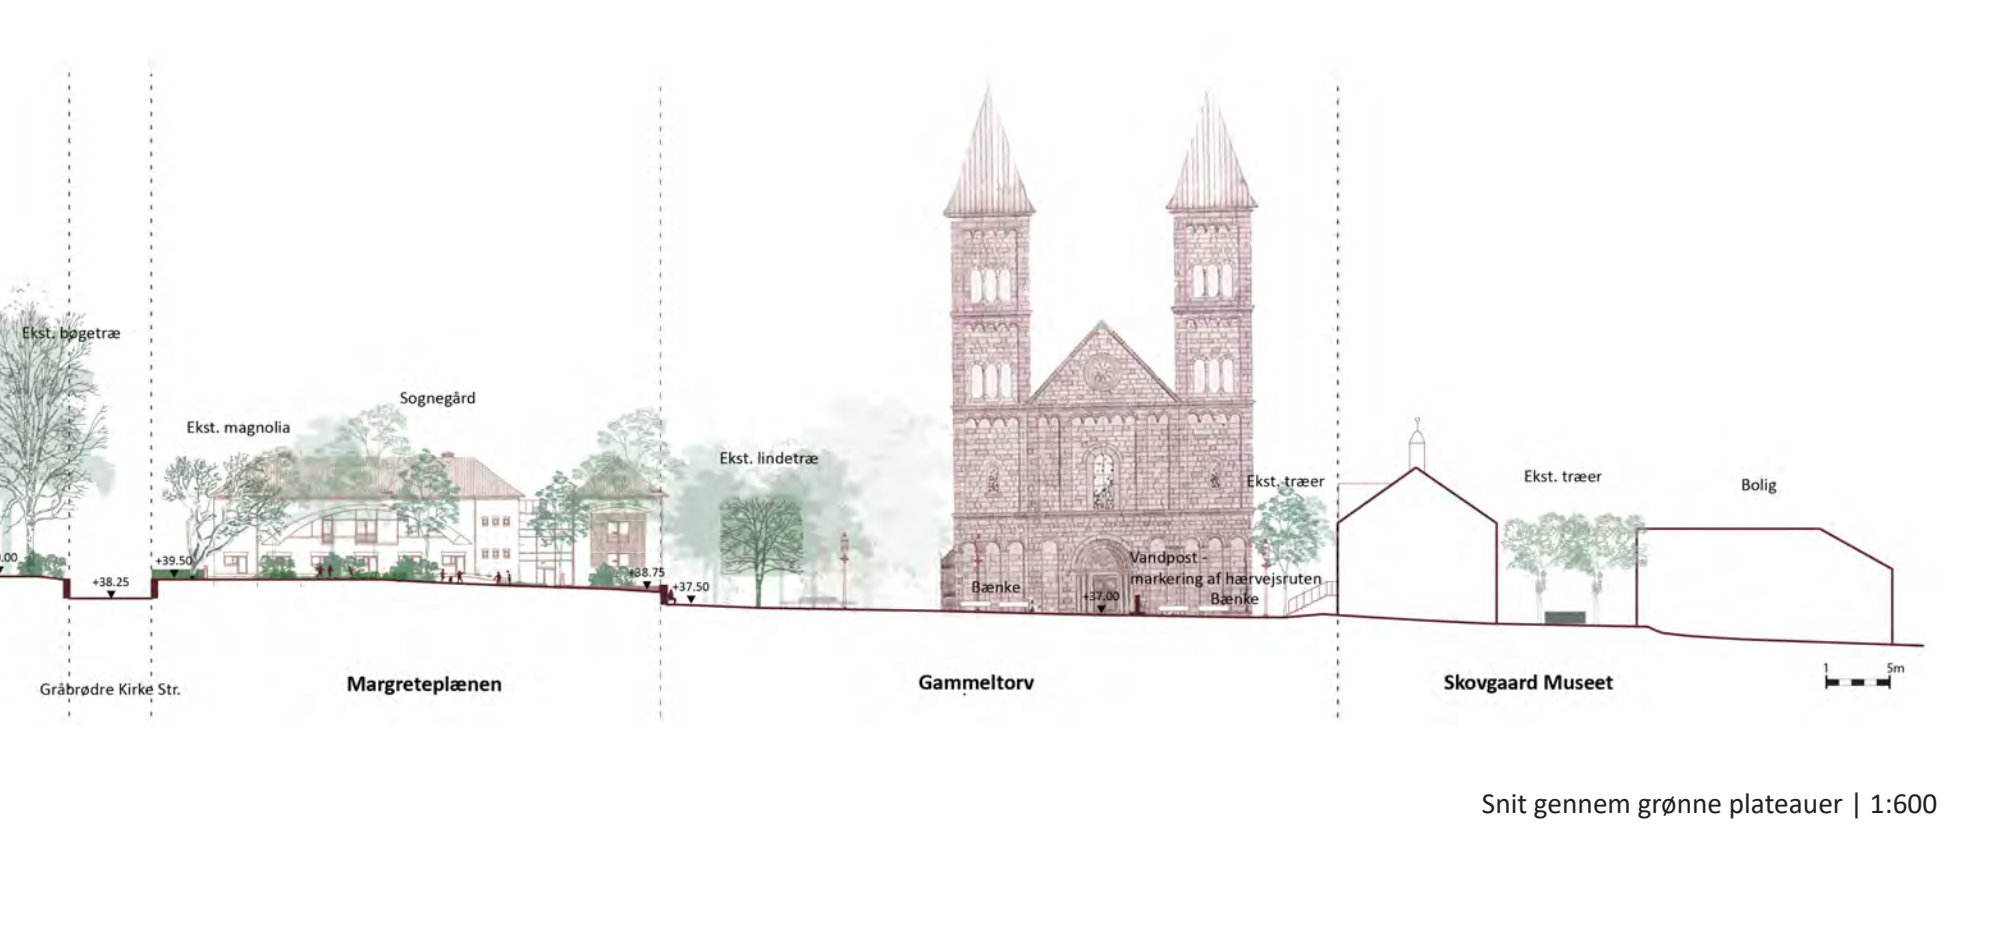 Ekst. bøgetræ
Sognegård
Ekst. magnolia
Ekst. lindetræ
Ekst. træer
Ekst. træer
Bolig
+39.50
+38.25
+38.75
+37.50
Vandpost -
markering af hærvejsruten
Bænke
Bænke
+37.00
Gråbrødre Kirke Str.
Margreteplænen
Gammeltorv
Skovgaard Museet
1 5m
Snit gennem grønne plateauer | 1:600